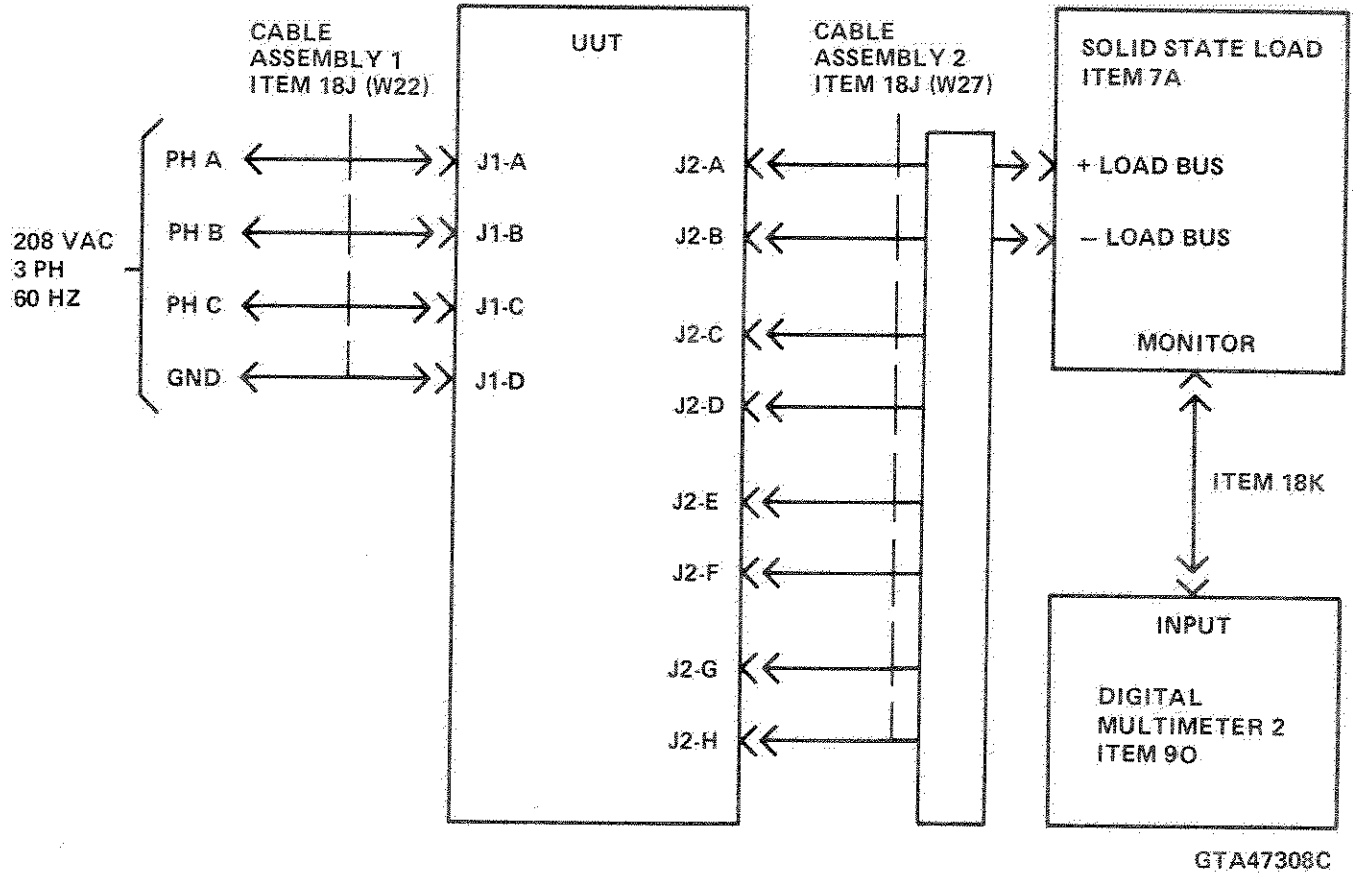 CABLE
ASSEMBLY 1
ITEM 18J (W22)
UUT
CABLE
ASSEMBLY 2
ITEM 18J (W27)
SOLID STATE LOAD
ITEM 7A
208 VAC
3 PH
60 HZ
PH A
J1-A
PH B
J1-B
PH C
J1-C
GND
J1-D
J2-A
J2-B
J2-C
J2-D
J2-E
J2-F
J2-G
J2-H
+ LOAD BUS
– LOAD BUS
MONITOR
ITEM 18K
INPUT
DIGITAL
MULTIMETER 2
ITEM 9O
GTA47308C